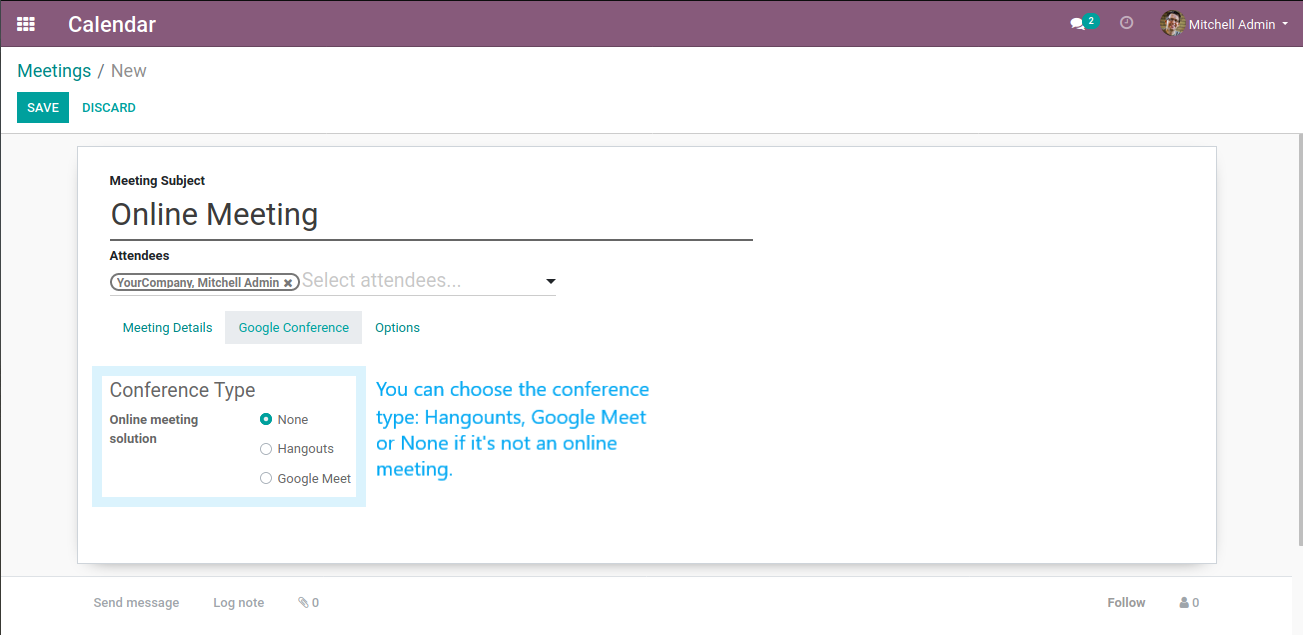 Calendar
2
Mitchell Admin
Meetings / New
SAVE
DISCARD
Meeting Subject
Online Meeting
Attendees
YourCompany, Mitchell Admin
Select attendees...
Meeting Details
Google Conference
Options
Conference Type
Online meeting
solution
None
Hangouts
Google Meet
You can choose the conference
type: Hangounts, Google Meet
or None if it's not an online
meeting.
Send message
Log note
0
Follow
0